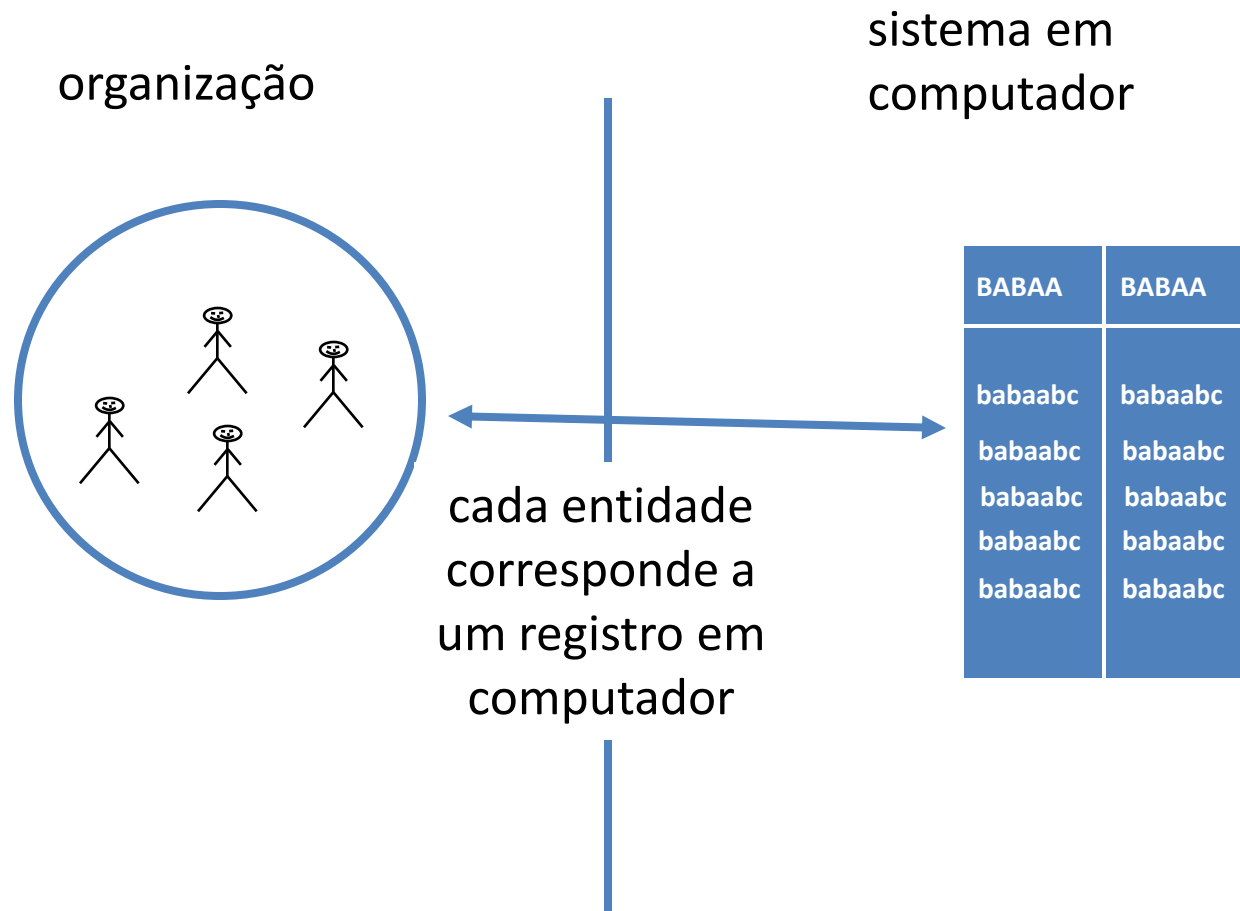 organização
sistema em
computador
BABAA BABAA
babaabc babaabc
babaabc babaabc
babaabc babaabc
babaabc babaabc
babaabc babaabc
cada entidade
corresponde a
um registro em
computador